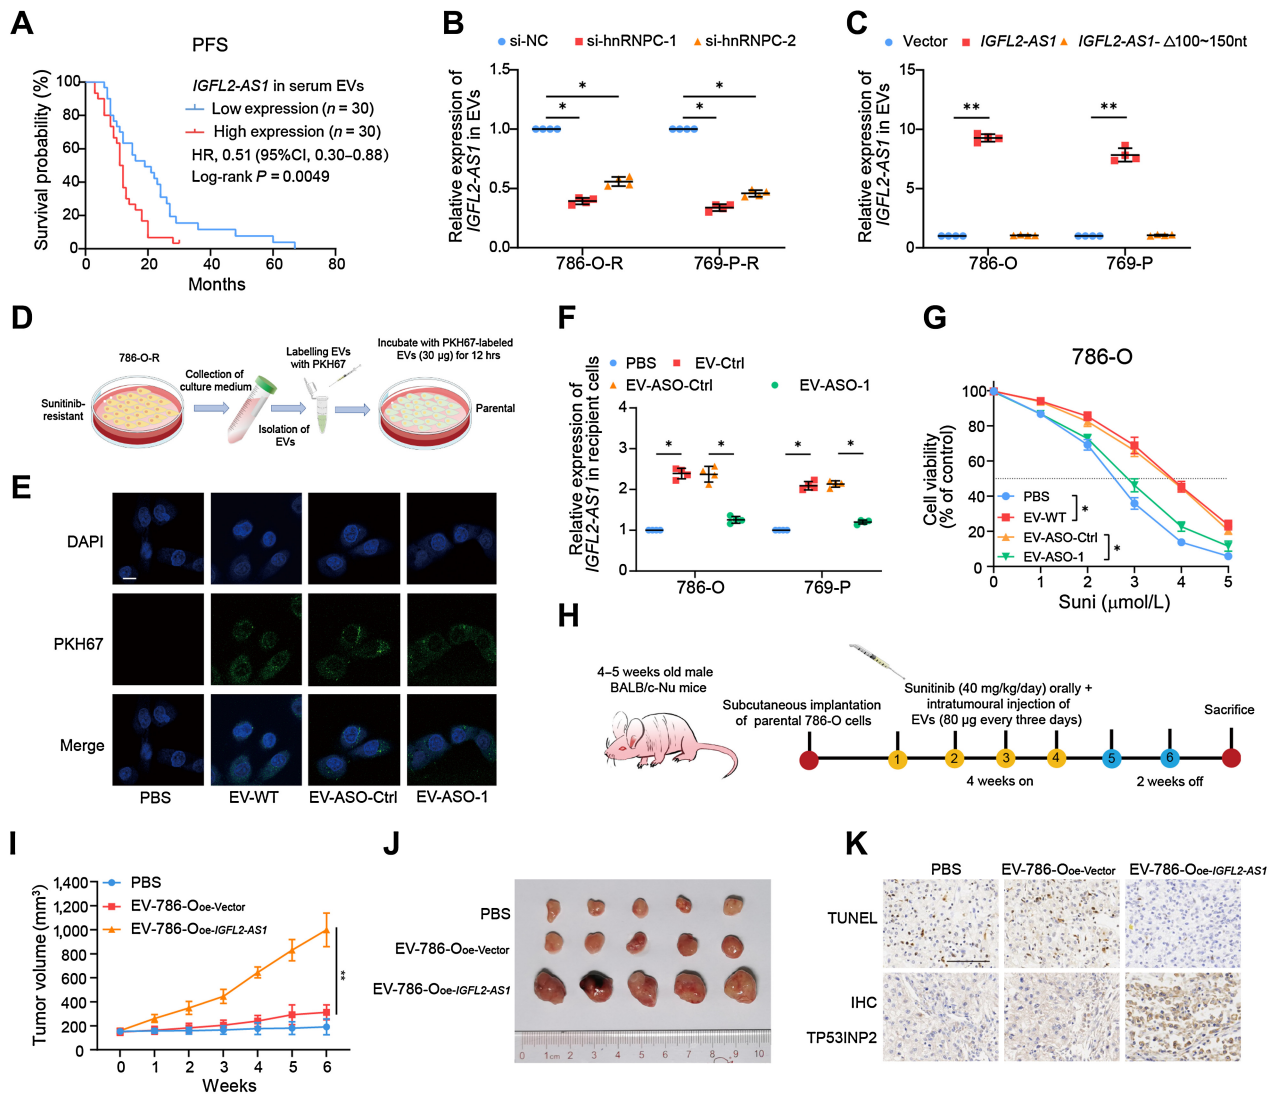 A
PFS
IGFL2-AS1 in serum EVs
Low expression (n = 30)
High expression (n = 30)
HR, 0.51 (95%CI, 0.30–0.88)
Log-rank P = 0.0049
Survival probability (%)
100
80
60
40
20
0
0 20 40 60 80
Months
B
si-NC si-hnRNPC-1 si-hnRNPC-2
Relative expression of
IGFL2-AS1 in EVs
1.5
1.0
0.5
0.0
* * * *
786-O-R 769-P-R
C
Vector IGFL2-AS1 IGFL2-AS1- △100~150nt
Relative expression of
IGFL2-AS1 in EVs
15
10
5
0
** **
786-O 769-P
D
786-O-R
Sunitinib-
resistant
Collection of
culture medium
Isolation of
EVs
Labelling EVs
with PKH67
Incubate with PKH67-labeled
EVs (30 µg) for 12 hrs
Parental
E
DAPI
PKH67
Merge
PBS EV-WT EV-ASO-Ctrl EV-ASO-1
F
PBS EV-Ctrl
EV-ASO-Ctrl EV-ASO-1
Relative expression of
IGFL2-AS1 in recipient cells
4
3
2
1
0
* * * *
786-O 769-P
G
786-O
Cell viability
(% of control)
100
80
60
40
20
0
PBS
EV-WT
*
EV-ASO-Ctrl
EV-ASO-1
*
0 1 2 3 4 5
Suni (µmol/L)
H
4–5 weeks old male
BALB/c-Nu mice
Subcutaneous implantation
of parental 786-O cells
Sunitinib (40 mg/kg/day) orally +
intratumoural injection of
EVs (80 µg every three days)
Sacrifice
1 2 3 4 5 6
4 weeks on 2 weeks off
I
PBS
EV-786-Ooe-Vector
EV-786-Ooe-IGFL2-AS1
Tumor volume (mm³)
1,400
1,200
1,000
800
600
400
200
0
**
0 1 2 3 4 5 6
Weeks
J
PBS
EV-786-Ooe-Vector
EV-786-Ooe-IGFL2-AS1
0 1cm 2 3 4 5 6 7 8 9 10
K
PBS EV-786-Ooe-Vector EV-786-Ooe-IGFL2-AS1
TUNEL
IHC
TP53INP2